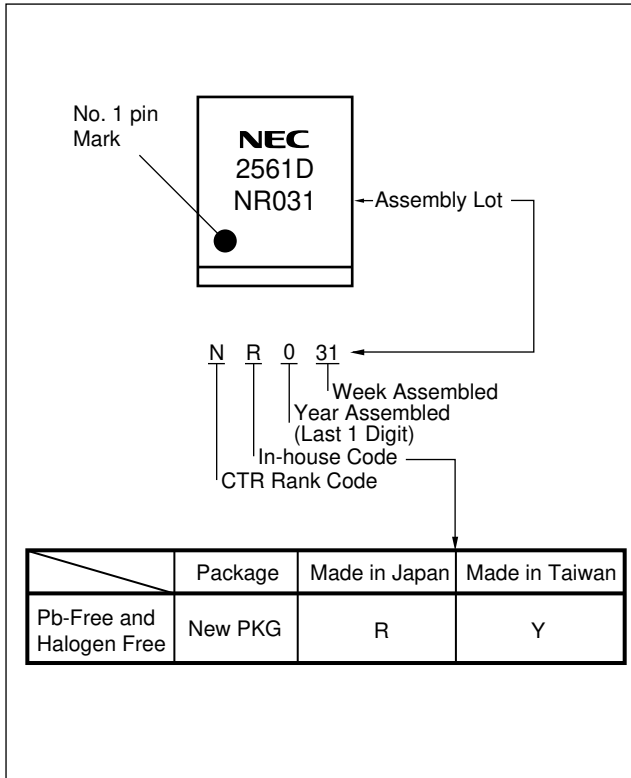 No. 1 pin
Mark
NEC
2561D
NR031
Assembly Lot
N R 0 31
Week Assembled
Year Assembled
(Last 1 Digit)
In-house Code
CTR Rank Code
Package Made in Japan Made in Taiwan
Pb-Free and
Halogen Free New PKG R Y